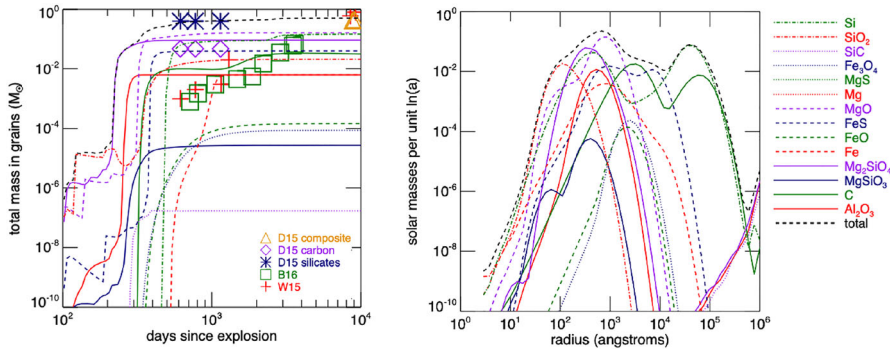 total mass in grains (M⊙)
10^2
10^0
10^-2
10^-4
10^-6
10^-8
10^-10
D15 composite
D15 carbon
D15 silicates
B16
W15
10^2 10^3 10^4
days since explosion
solar masses per unit ln(a)
10^0
10^-2
10^-4
10^-6
10^-8
10^-10
10^0 10^1 10^2 10^3 10^4 10^5 10^6
radius (angstroms)
Si
SiO2
SiC
Fe3O4
MgS
Mg
MgO
FeS
FeO
Fe
Mg2SiO4
MgSiO3
C
Al2O3
total